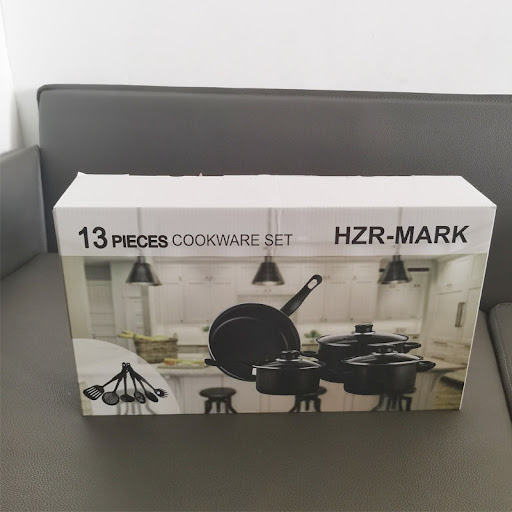 13 PIECES COOKWARE SET
HZR-MARK